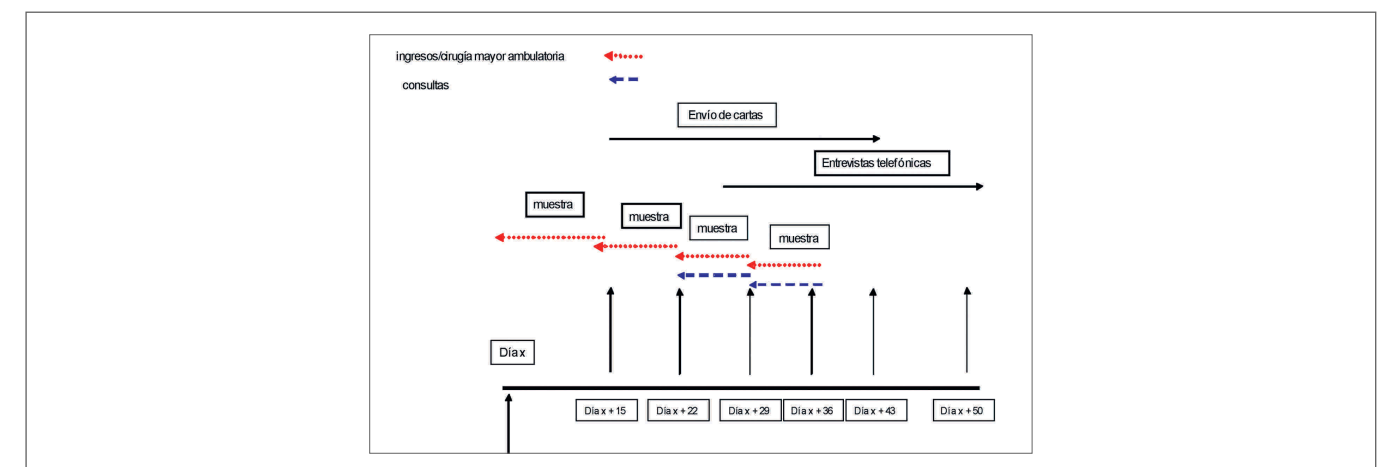 ingresos/cirugía mayor ambulatoria
consultas
Envío de cartas
Entrevistas telefónicas
muestra
muestra
muestra
muestra
Día x
Día x + 15
Día x + 22
Día x + 29
Día x + 36
Día x + 43
Día x + 50